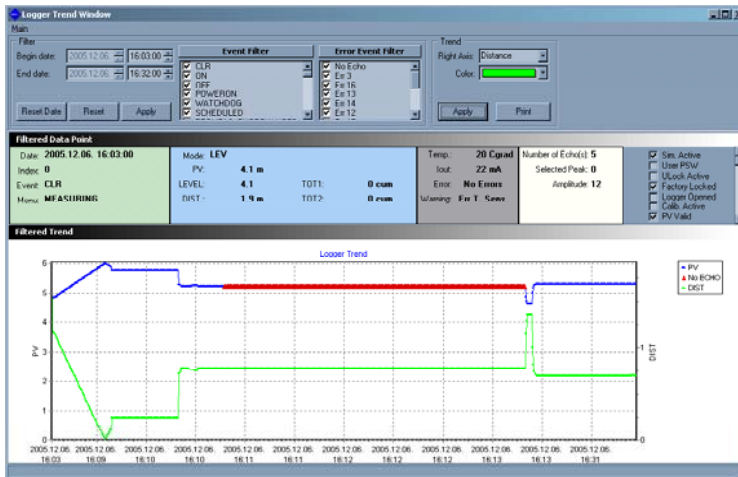 Logger Trend Window
Main
Filter
Begin date: 2005.12.06. 16:03:00
End date: 2005.12.06. 16:32:00
Reset Date Reset Apply
Event Filter
CLR
ON
OFF
POWERON
WATCHDOG
SCHEDULED
Error Event Filter
No Echo
Err 3
Err 16
Err 13
Err 14
Err 12
Trend
Right Axis: Distance
Color:
Apply Print
Filtered Data Point
Date: 2005.12.06. 16:03:00
Index: 0
Event: CLR
Menu: MEASURING
Mode: LEV
PV: 4.1 m
LEVEL: 4.1 TOT1: 0 cum
DIST.: 1.9 m TOT2: 0 cum
Temp.: 20 Cgrad
Iout: 22 mA
Error: No Errors
Warning: Err T. Sens
Number of Echo(s): 5
Selected Peak: 0
Amplitude: 12
Sim. Active
User PSW
ULock Active
Factory Locked
Logger Opened
Calib. Active
PV Valid
Filtered Trend
Logger Trend
PV
No ECHO
DIST
6
5
4
3
2
1
0
PV
1
0
DIST
2005.12.06. 2005.12.06. 2005.12.06. 2005.12.06. 2005.12.06. 2005.12.06. 2005.12.06. 2005.12.06. 2005.12.06. 2005.12.06. 2005.12.06. 2005.12.06.
16:03 16:09 16:10 16:10 16:11 16:11 16:12 16:12 16:12 16:13 16:13 16:31